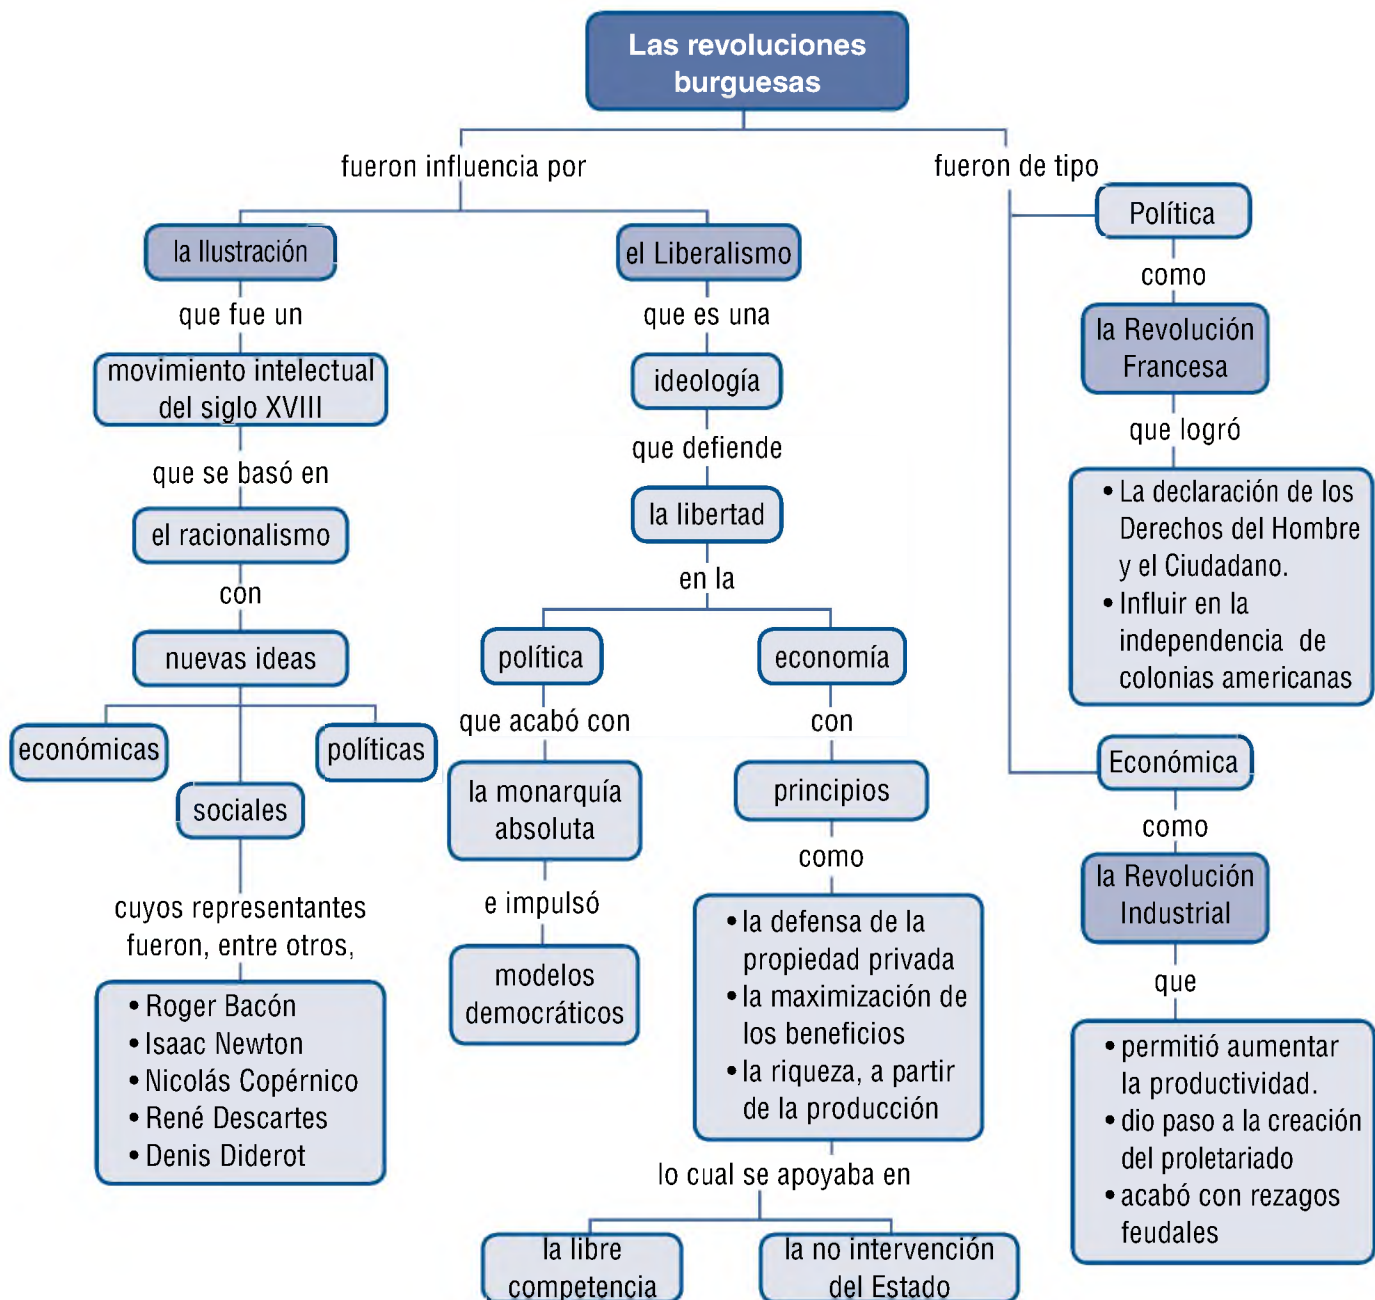 Las revoluciones
burguesas
fueron influencia por
la Ilustración
que fue un
movimiento intelectual
del siglo XVIII
que se basó en
el racionalismo
con
nuevas ideas
económicas
políticas
sociales
cuyos representantes
fueron, entre otros,
• Roger Bacón
• Isaac Newton
• Nicolás Copérnico
• René Descartes
• Denis Diderot
el Liberalismo
que es una
ideología
que defiende
la libertad
en la
política
que acabó con
la monarquía
absoluta
e impulsó
modelos
democráticos
economía
con
principios
como
• la defensa de la
propiedad privada
• la maximización de
los beneficios
• la riqueza, a partir
de la producción
lo cual se apoyaba en
la libre
competencia
la no intervención
del Estado
fueron de tipo
Política
como
la Revolución
Francesa
que logró
• La declaración de los
Derechos del Hombre
y el Ciudadano.
• Influir en la
independencia de
colonias americanas
Económica
como
la Revolución
Industrial
que
• permitió aumentar
la productividad.
• dio paso a la creación
del proletariado
• acabó con rezagos
feudales